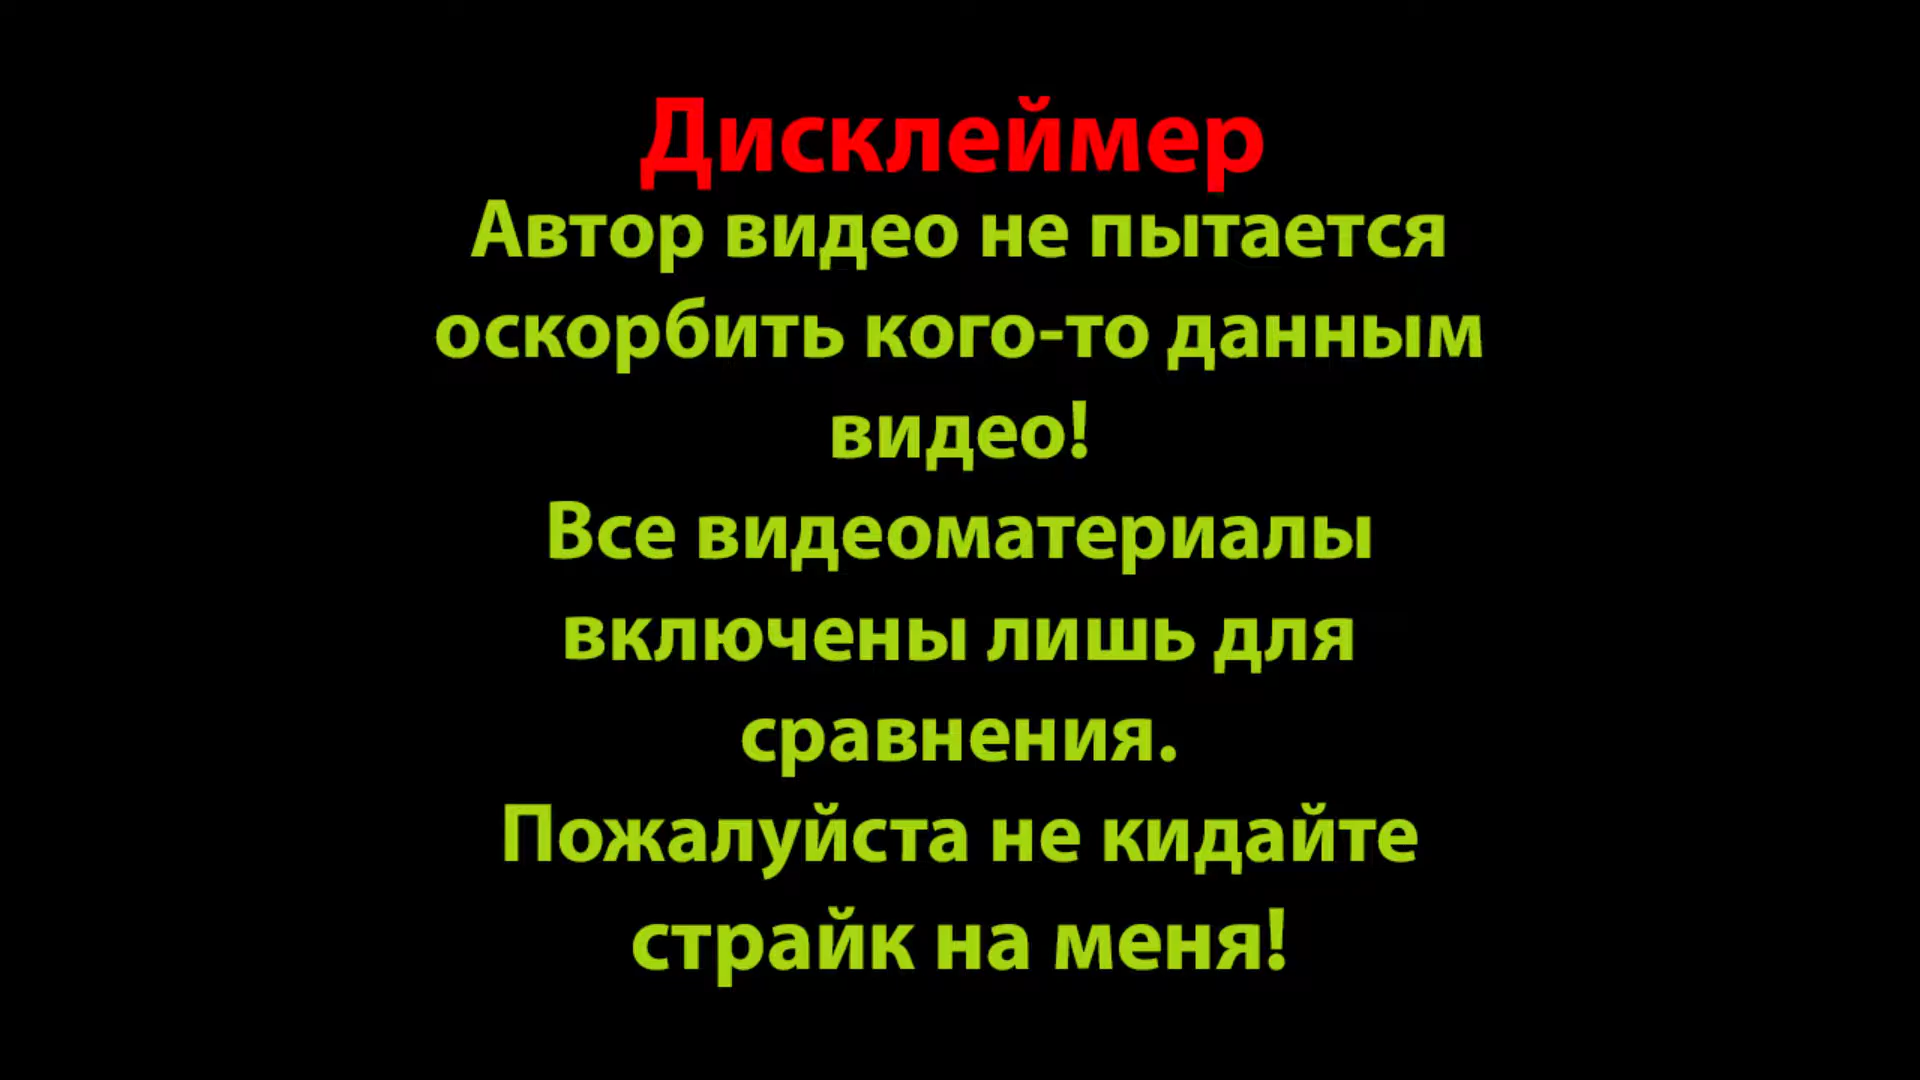 Дисклеймер
Автор видео не пытается
оскорбить кого-то данным
видео!
Все видеоматериалы
включены лишь для
сравнения.
Пожалуйста не кидайте
страйк на меня!